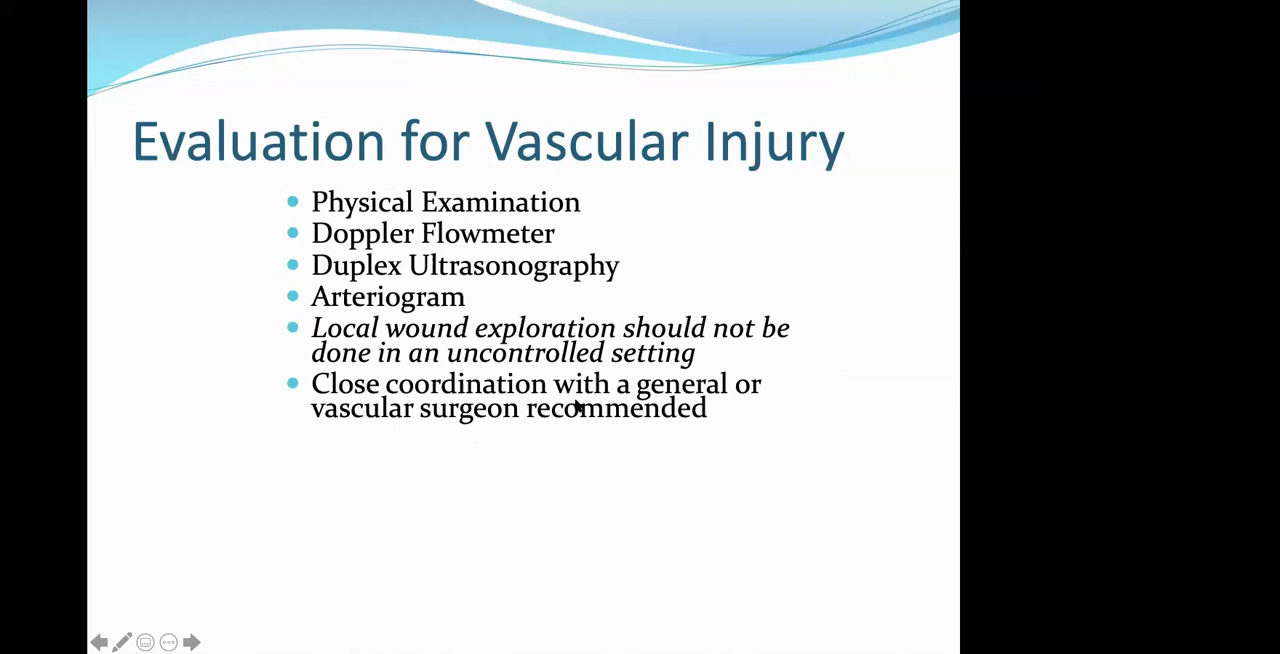 Evaluation for Vascular Injury
Physical Examination
Doppler Flowmeter
Duplex Ultrasonography
Arteriogram
Local wound exploration should not be
done in an uncontrolled setting
Close coordination with a general or
vascular surgeon recommended